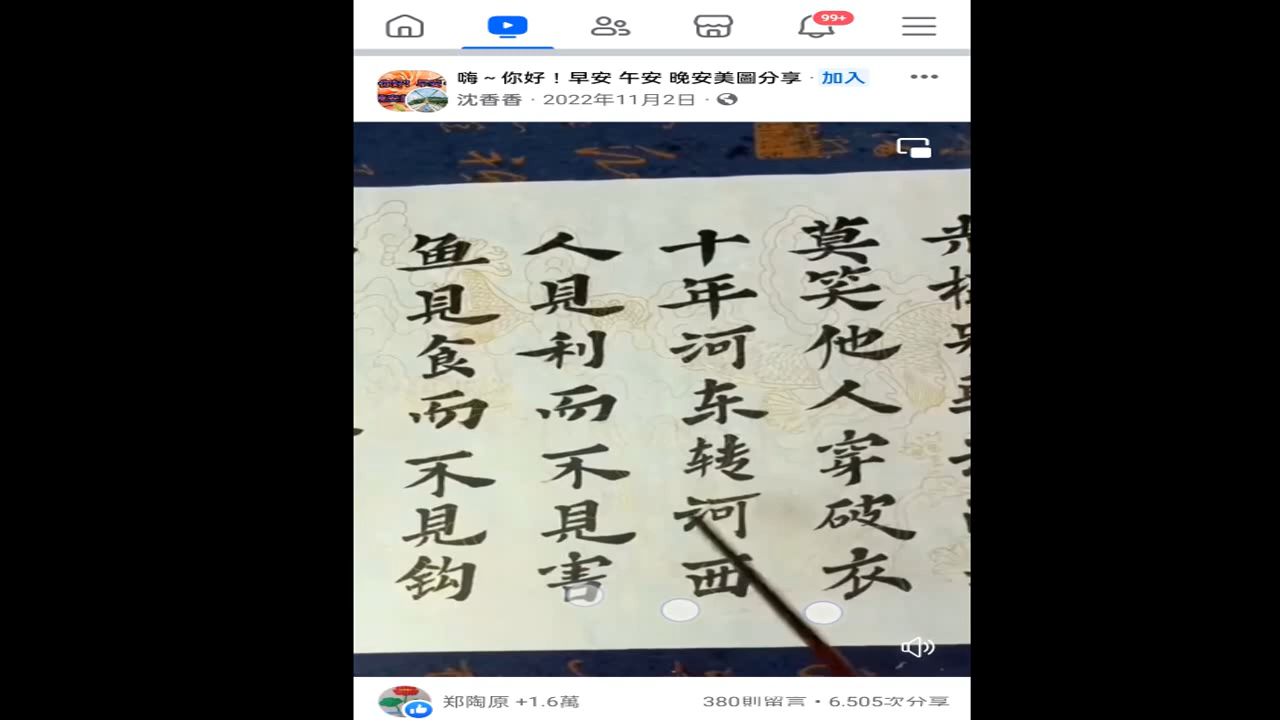 99+
嗨~你好!早安 午安 晚安美圖分享 · 加入
沈香香 · 2022年11月2日 ·
莫笑他人穿破衣
十年河东转河西
人見利而不見害
鱼見食而不見鈎
郑陶原 +1.6萬
380則留言 · 6,505次分享